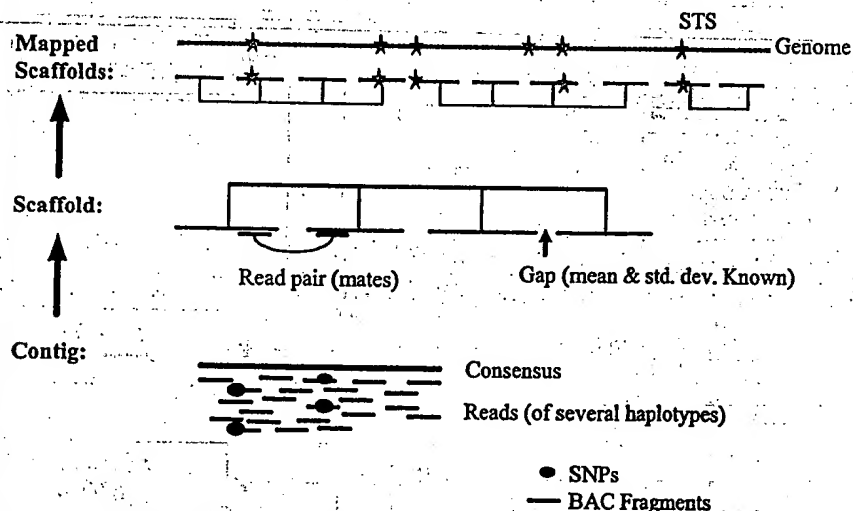 STS
Mapped
Scaffolds:
Genome
Scaffold:
Read pair (mates)
Gap (mean & std. dev. Known)
Contig:
Consensus
Reads (of several haplotypes)
SNPs
BAC Fragments